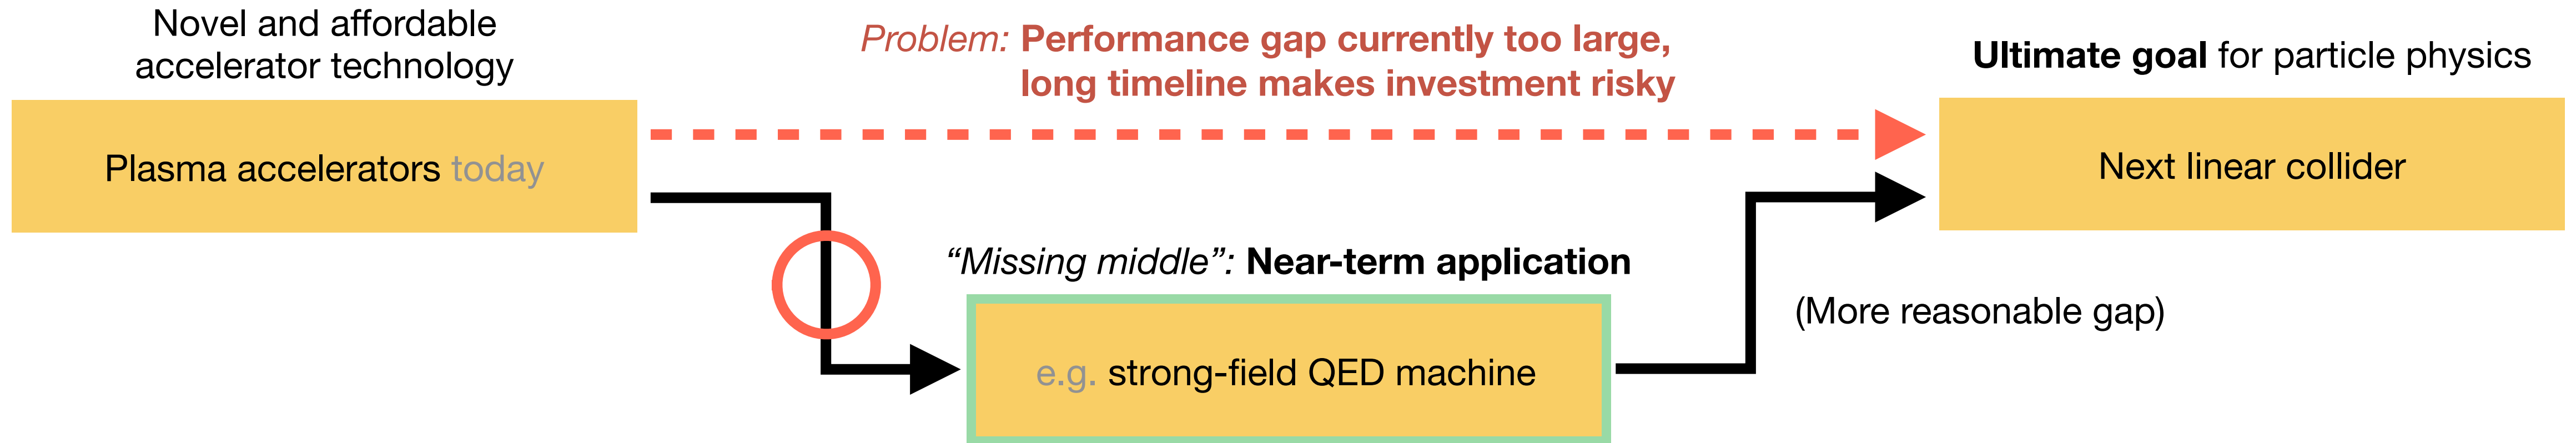 Novel and affordable
accelerator technology
Plasma accelerators today
Problem: Performance gap currently too large,
long timeline makes investment risky
Ultimate goal for particle physics
Next linear collider
“Missing middle”: Near-term application
e.g. strong-field QED machine
(More reasonable gap)